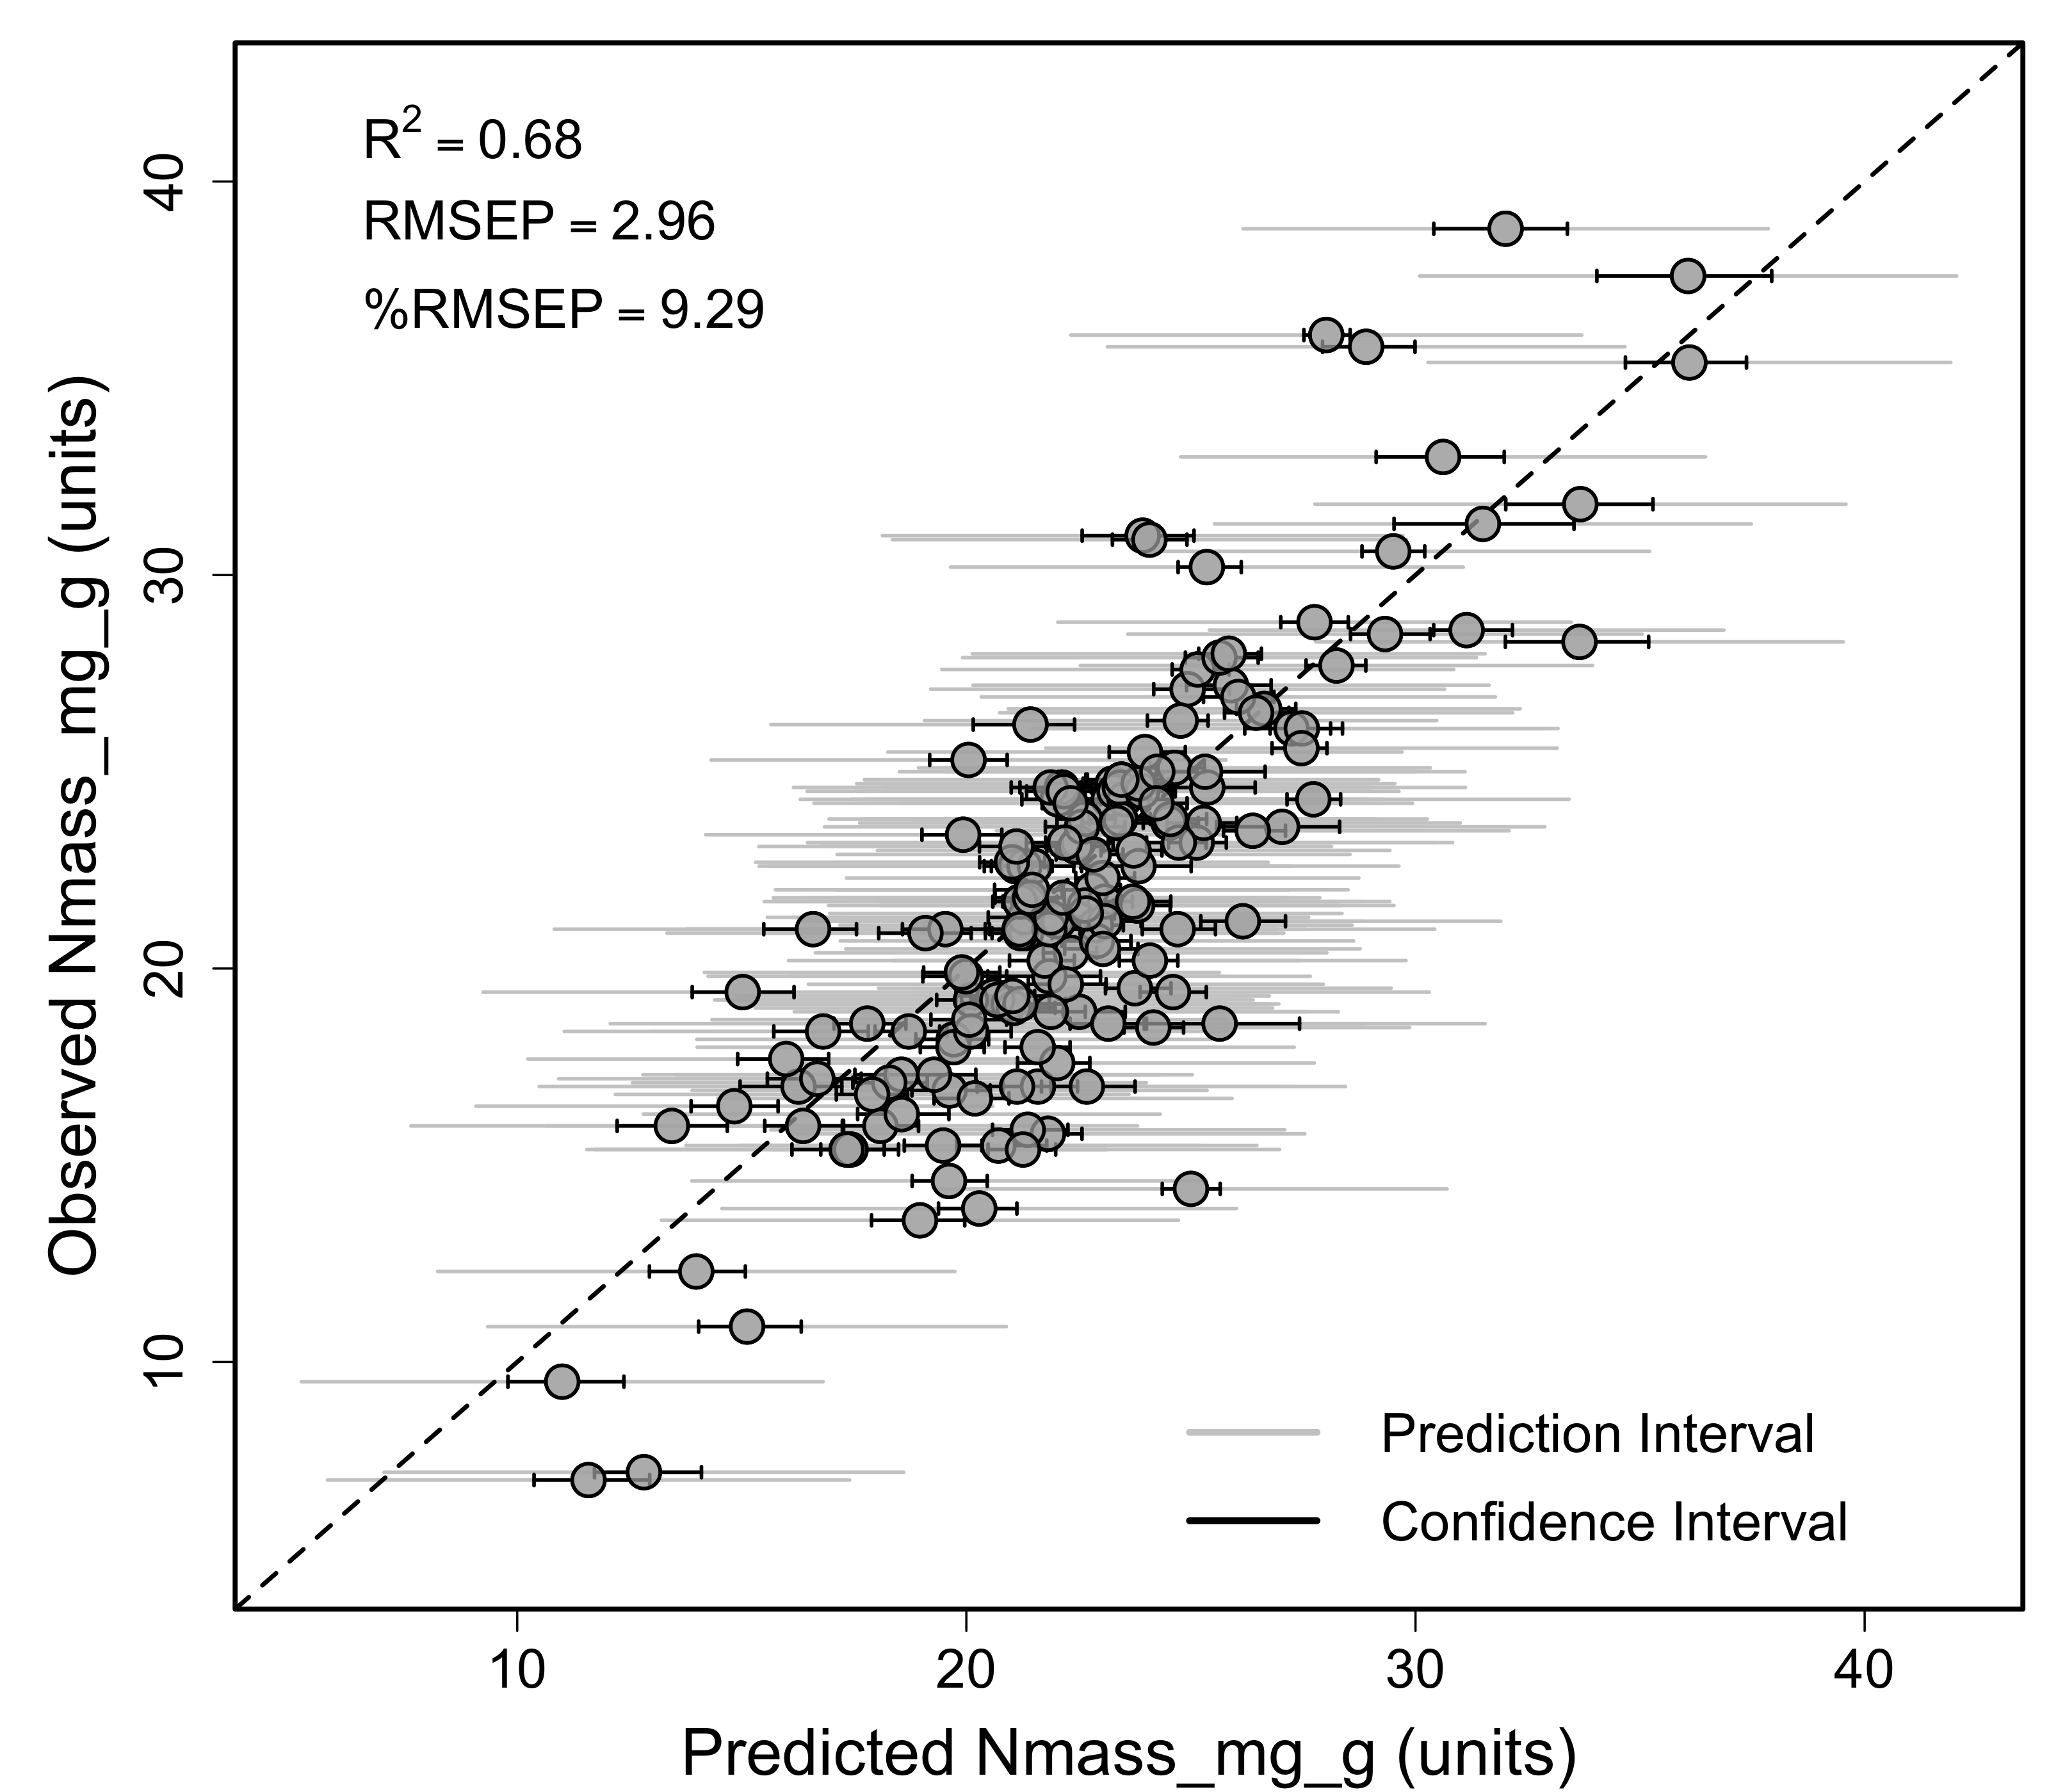 R² = 0.68
RMSEP = 2.96
%RMSEP = 9.29
Observed Nmass_mg_g (units)
40
30
20
10
Prediction Interval
Confidence Interval
10 20 30 40
Predicted Nmass_mg_g (units)